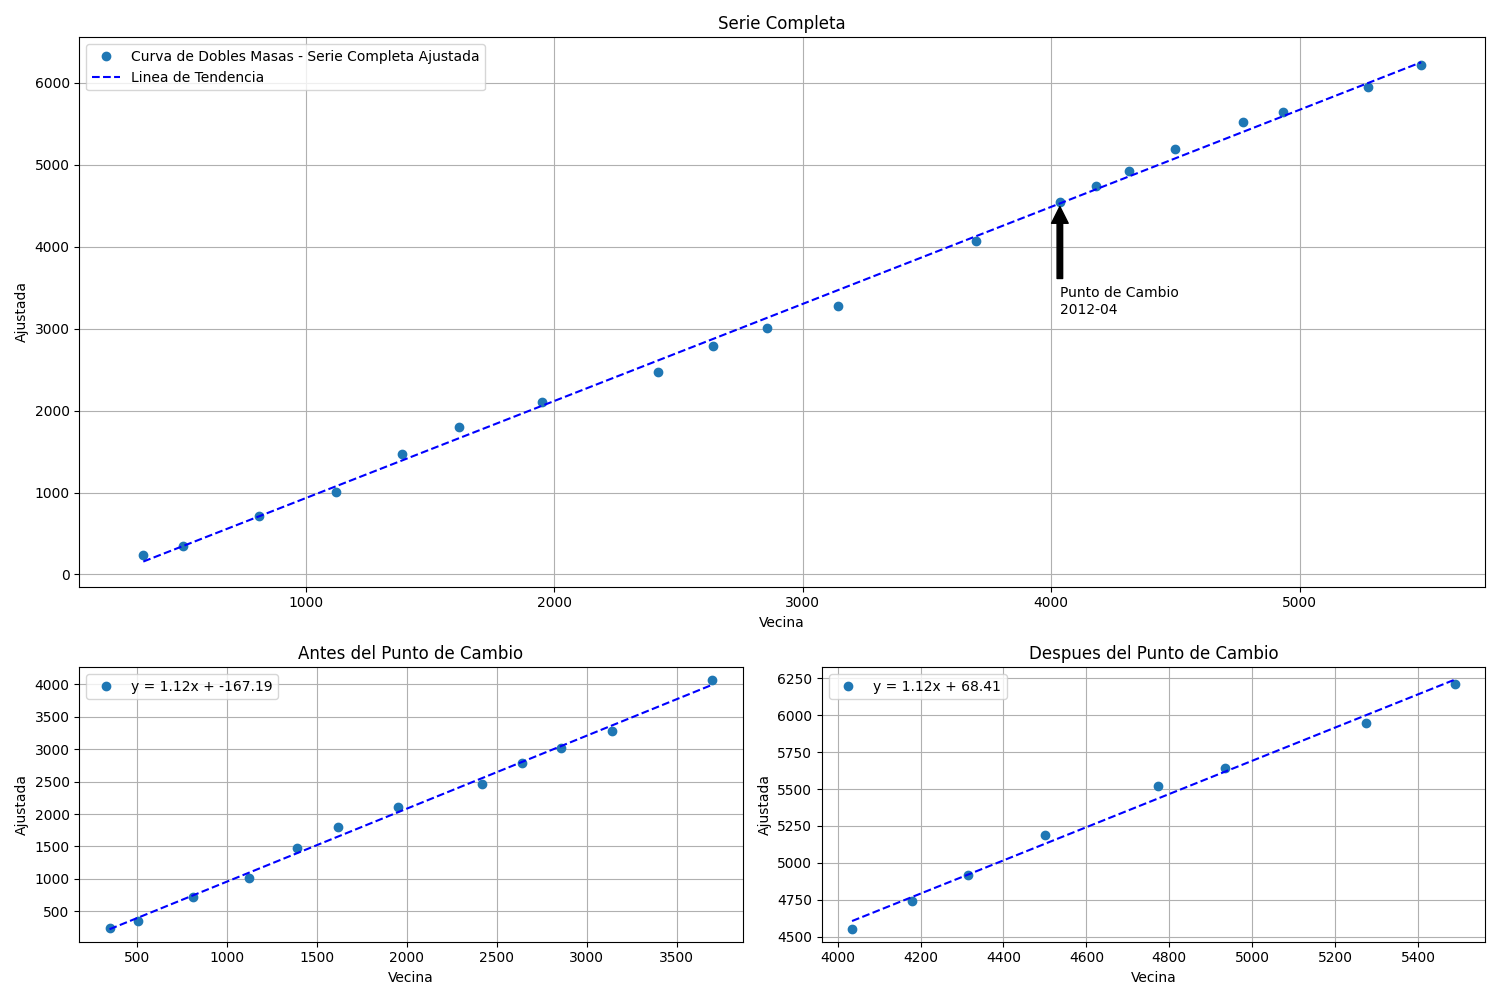 Serie Completa
Curva de Dobles Masas - Serie Completa Ajustada
Linea de Tendencia
6000
5000
4000
3000
2000
1000
0
Ajustada
Punto de Cambio
2012-04
1000 2000 3000 4000 5000
Vecina
Antes del Punto de Cambio
y = 1.12x + -167.19
4000
3500
3000
2500
2000
1500
1000
500
Ajustada
500 1000 1500 2000 2500 3000 3500
Vecina
Despues del Punto de Cambio
y = 1.12x + 68.41
6250
6000
5750
5500
5250
5000
4750
4500
Ajustada
4000 4200 4400 4600 4800 5000 5200 5400
Vecina